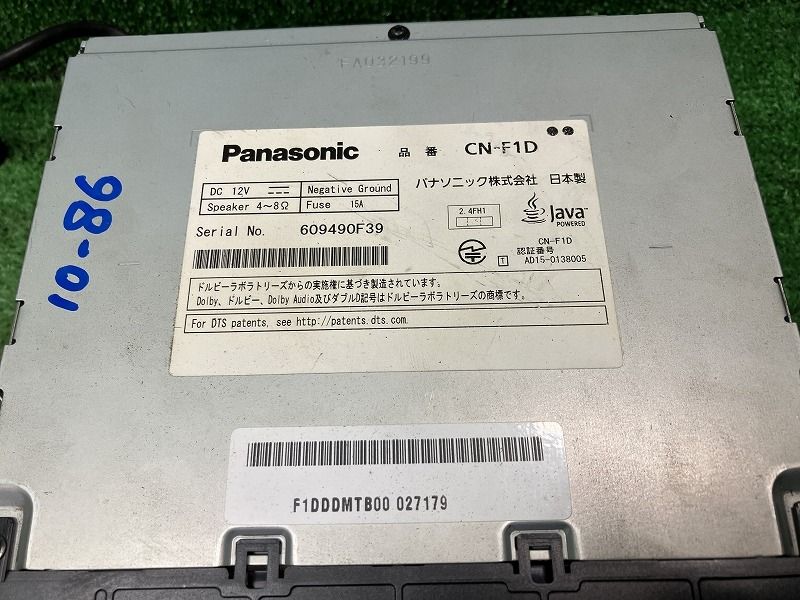 EAU32199
Panasonic 品番 CN-F1D
DC 12V Negative Ground
Speaker 4～8Ω Fuse 15A
パナソニック株式会社 日本製
Serial No. 609490F39
2.4FH1
Java
POWERED
CN-F1D
認証番号
T AD15-0138005
ドルビーラボラトリーズからの実施権に基づき製造されています。
Dolby、ドルビー、Dolby Audio及びダブルD記号はドルビーラボラトリーズの商標です。
For DTS patents, see http://patents.dts.com.
F1DDDMTB00 027179
10-86